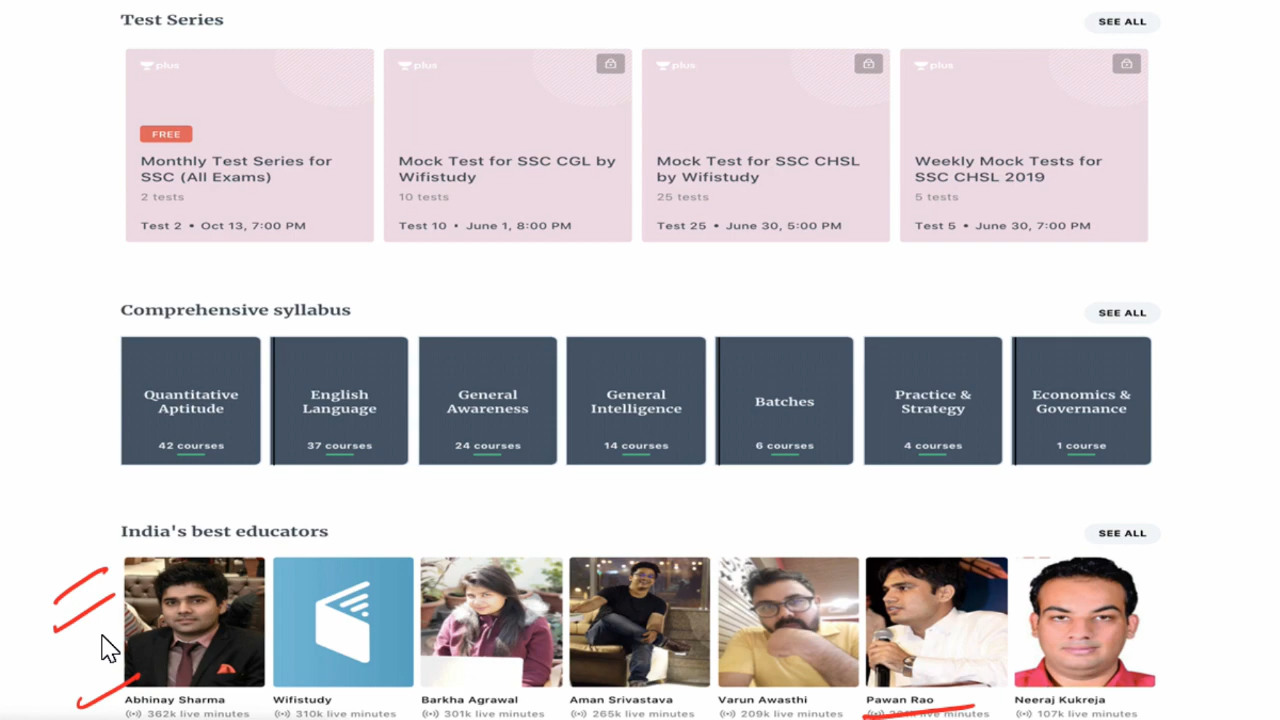 Test Series
SEE ALL
plus
FREE
Monthly Test Series for
SSC (All Exams)
2 tests
Test 2 • Oct 13, 7:00 PM
plus
Mock Test for SSC CGL by
Wifistudy
10 tests
Test 10 • June 1, 8:00 PM
plus
Mock Test for SSC CHSL
by Wifistudy
25 tests
Test 25 • June 30, 5:00 PM
plus
Weekly Mock Tests for
SSC CHSL 2019
5 tests
Test 5 • June 30, 7:00 PM
Comprehensive syllabus
SEE ALL
Quantitative
Aptitude
42 courses
English
Language
37 courses
General
Awareness
24 courses
General
Intelligence
14 courses
Batches
6 courses
Practice &
Strategy
4 courses
Economics &
Governance
1 course
India's best educators
SEE ALL
Abhinay Sharma
362k live minutes
Wifistudy
310k live minutes
Barkha Agrawal
301k live minutes
Aman Srivastava
265k live minutes
Varun Awasthi
209k live minutes
Pawan Rao
live minutes
Neeraj Kukreja
107k live minutes